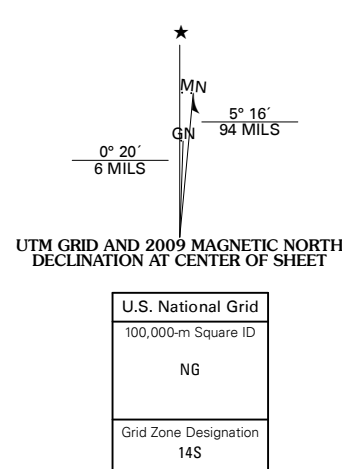 ★
MN
5° 16´
94 MILS
GN
0° 20´
6 MILS
UTM GRID AND 2009 MAGNETIC NORTH
DECLINATION AT CENTER OF SHEET
U.S. National Grid
100,000-m Square ID
NG
Grid Zone Designation
14S